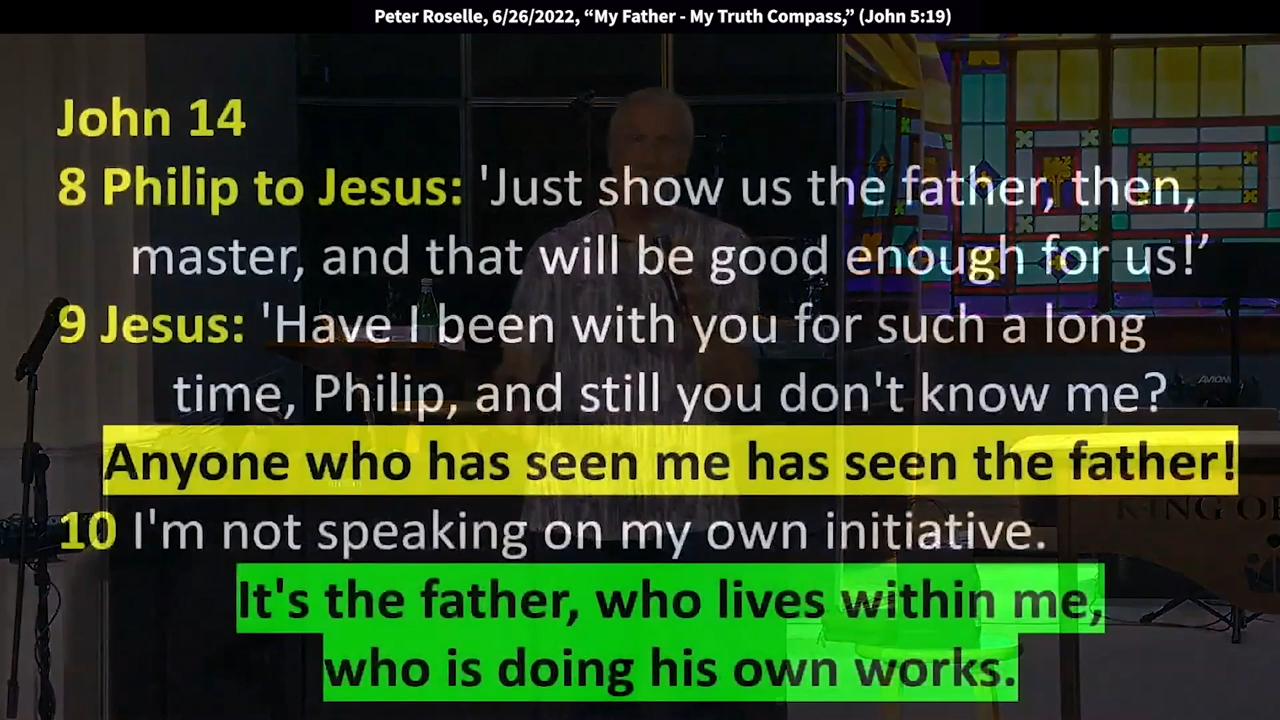 Peter Roselle, 6/26/2022, “My Father - My Truth Compass,” (John 5:19)
John 14
8 Philip to Jesus: 'Just show us the father, then,
master, and that will be good enough for us!’
9 Jesus: 'Have I been with you for such a long
time, Philip, and still you don't know me?
Anyone who has seen me has seen the father!
10 I'm not speaking on my own initiative.
It's the father, who lives within me,
who is doing his own works.
AVION
KING OF